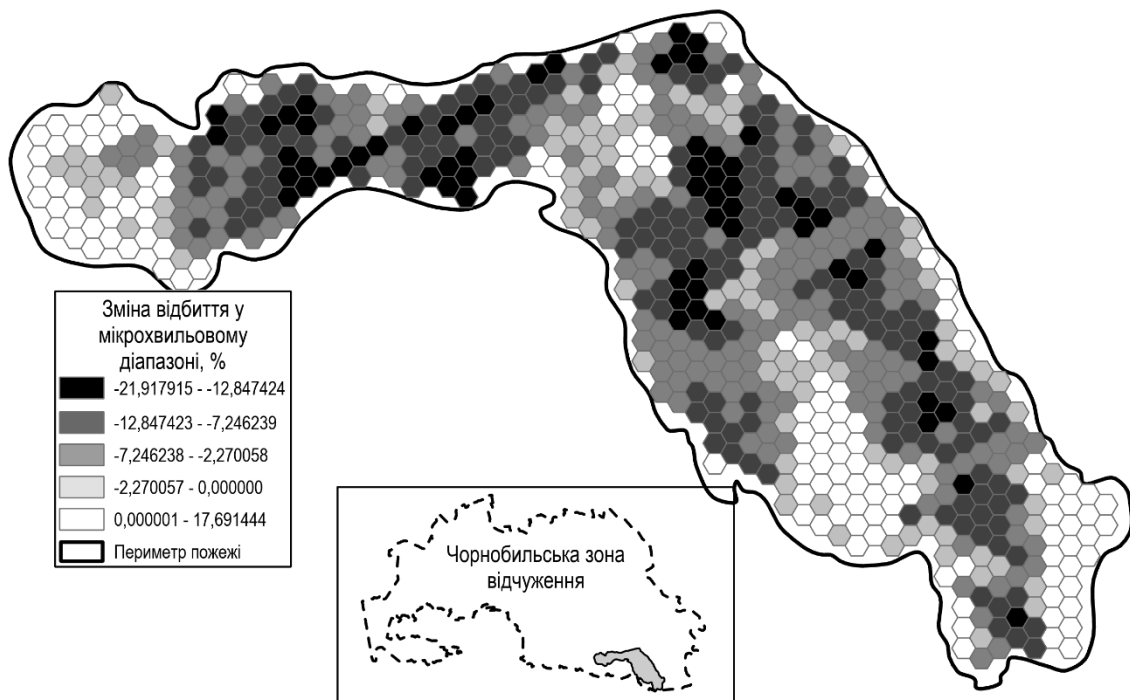 Зміна відбиття у
мікрохвильовому
діапазоні, %
-21,917915 - -12,847424
-12,847423 - -7,246239
-7,246238 - -2,270058
-2,270057 - 0,000000
0,000001 - 17,691444
Периметр пожежі
Чорнобильська зона
відчуження